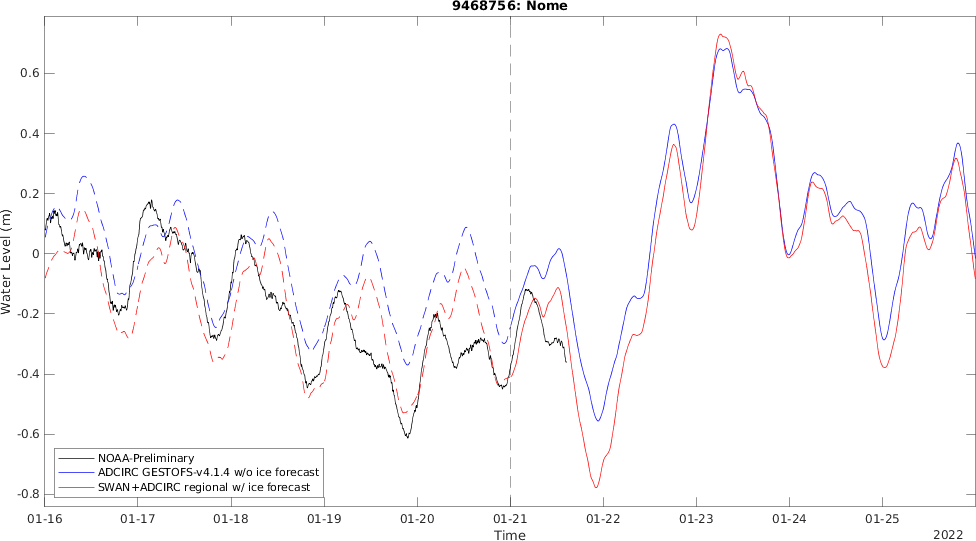 9468756: Nome
0.6
0.4
0.2
0
-0.2
-0.4
-0.6
-0.8
Water Level (m)
NOAA-Preliminary
ADCIRC GESTOFS-v4.1.4 w/o ice forecast
SWAN+ADCIRC regional w/ ice forecast
01-16 01-17 01-18 01-19 01-20 01-21 01-22 01-23 01-24 01-25
Time
2022